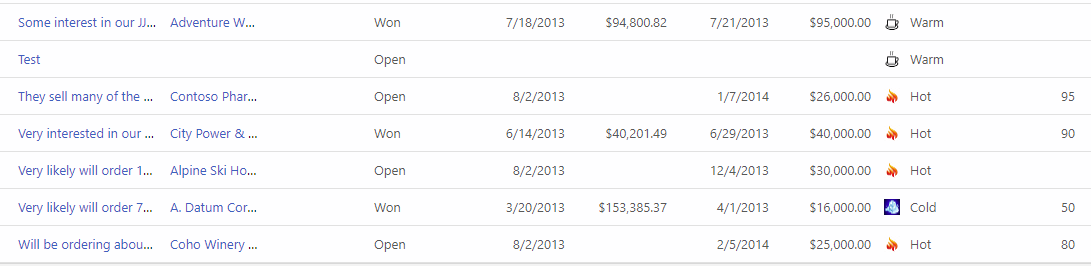 Some interest in our JJ... Adventure W... Won 7/18/2013 $94,800.82 7/21/2013 $95,000.00 Warm
Test Open Warm
They sell many of the ... Contoso Phar... Open 8/2/2013 1/7/2014 $26,000.00 Hot 95
Very interested in our ... City Power & ... Won 6/14/2013 $40,201.49 6/29/2013 $40,000.00 Hot 90
Very likely will order 1... Alpine Ski Ho... Open 8/2/2013 12/4/2013 $30,000.00 Hot
Very likely will order 7... A. Datum Cor... Won 3/20/2013 $153,385.37 4/1/2013 $16,000.00 Cold 50
Will be ordering abou... Coho Winery ... Open 8/2/2013 2/5/2014 $25,000.00 Hot 80